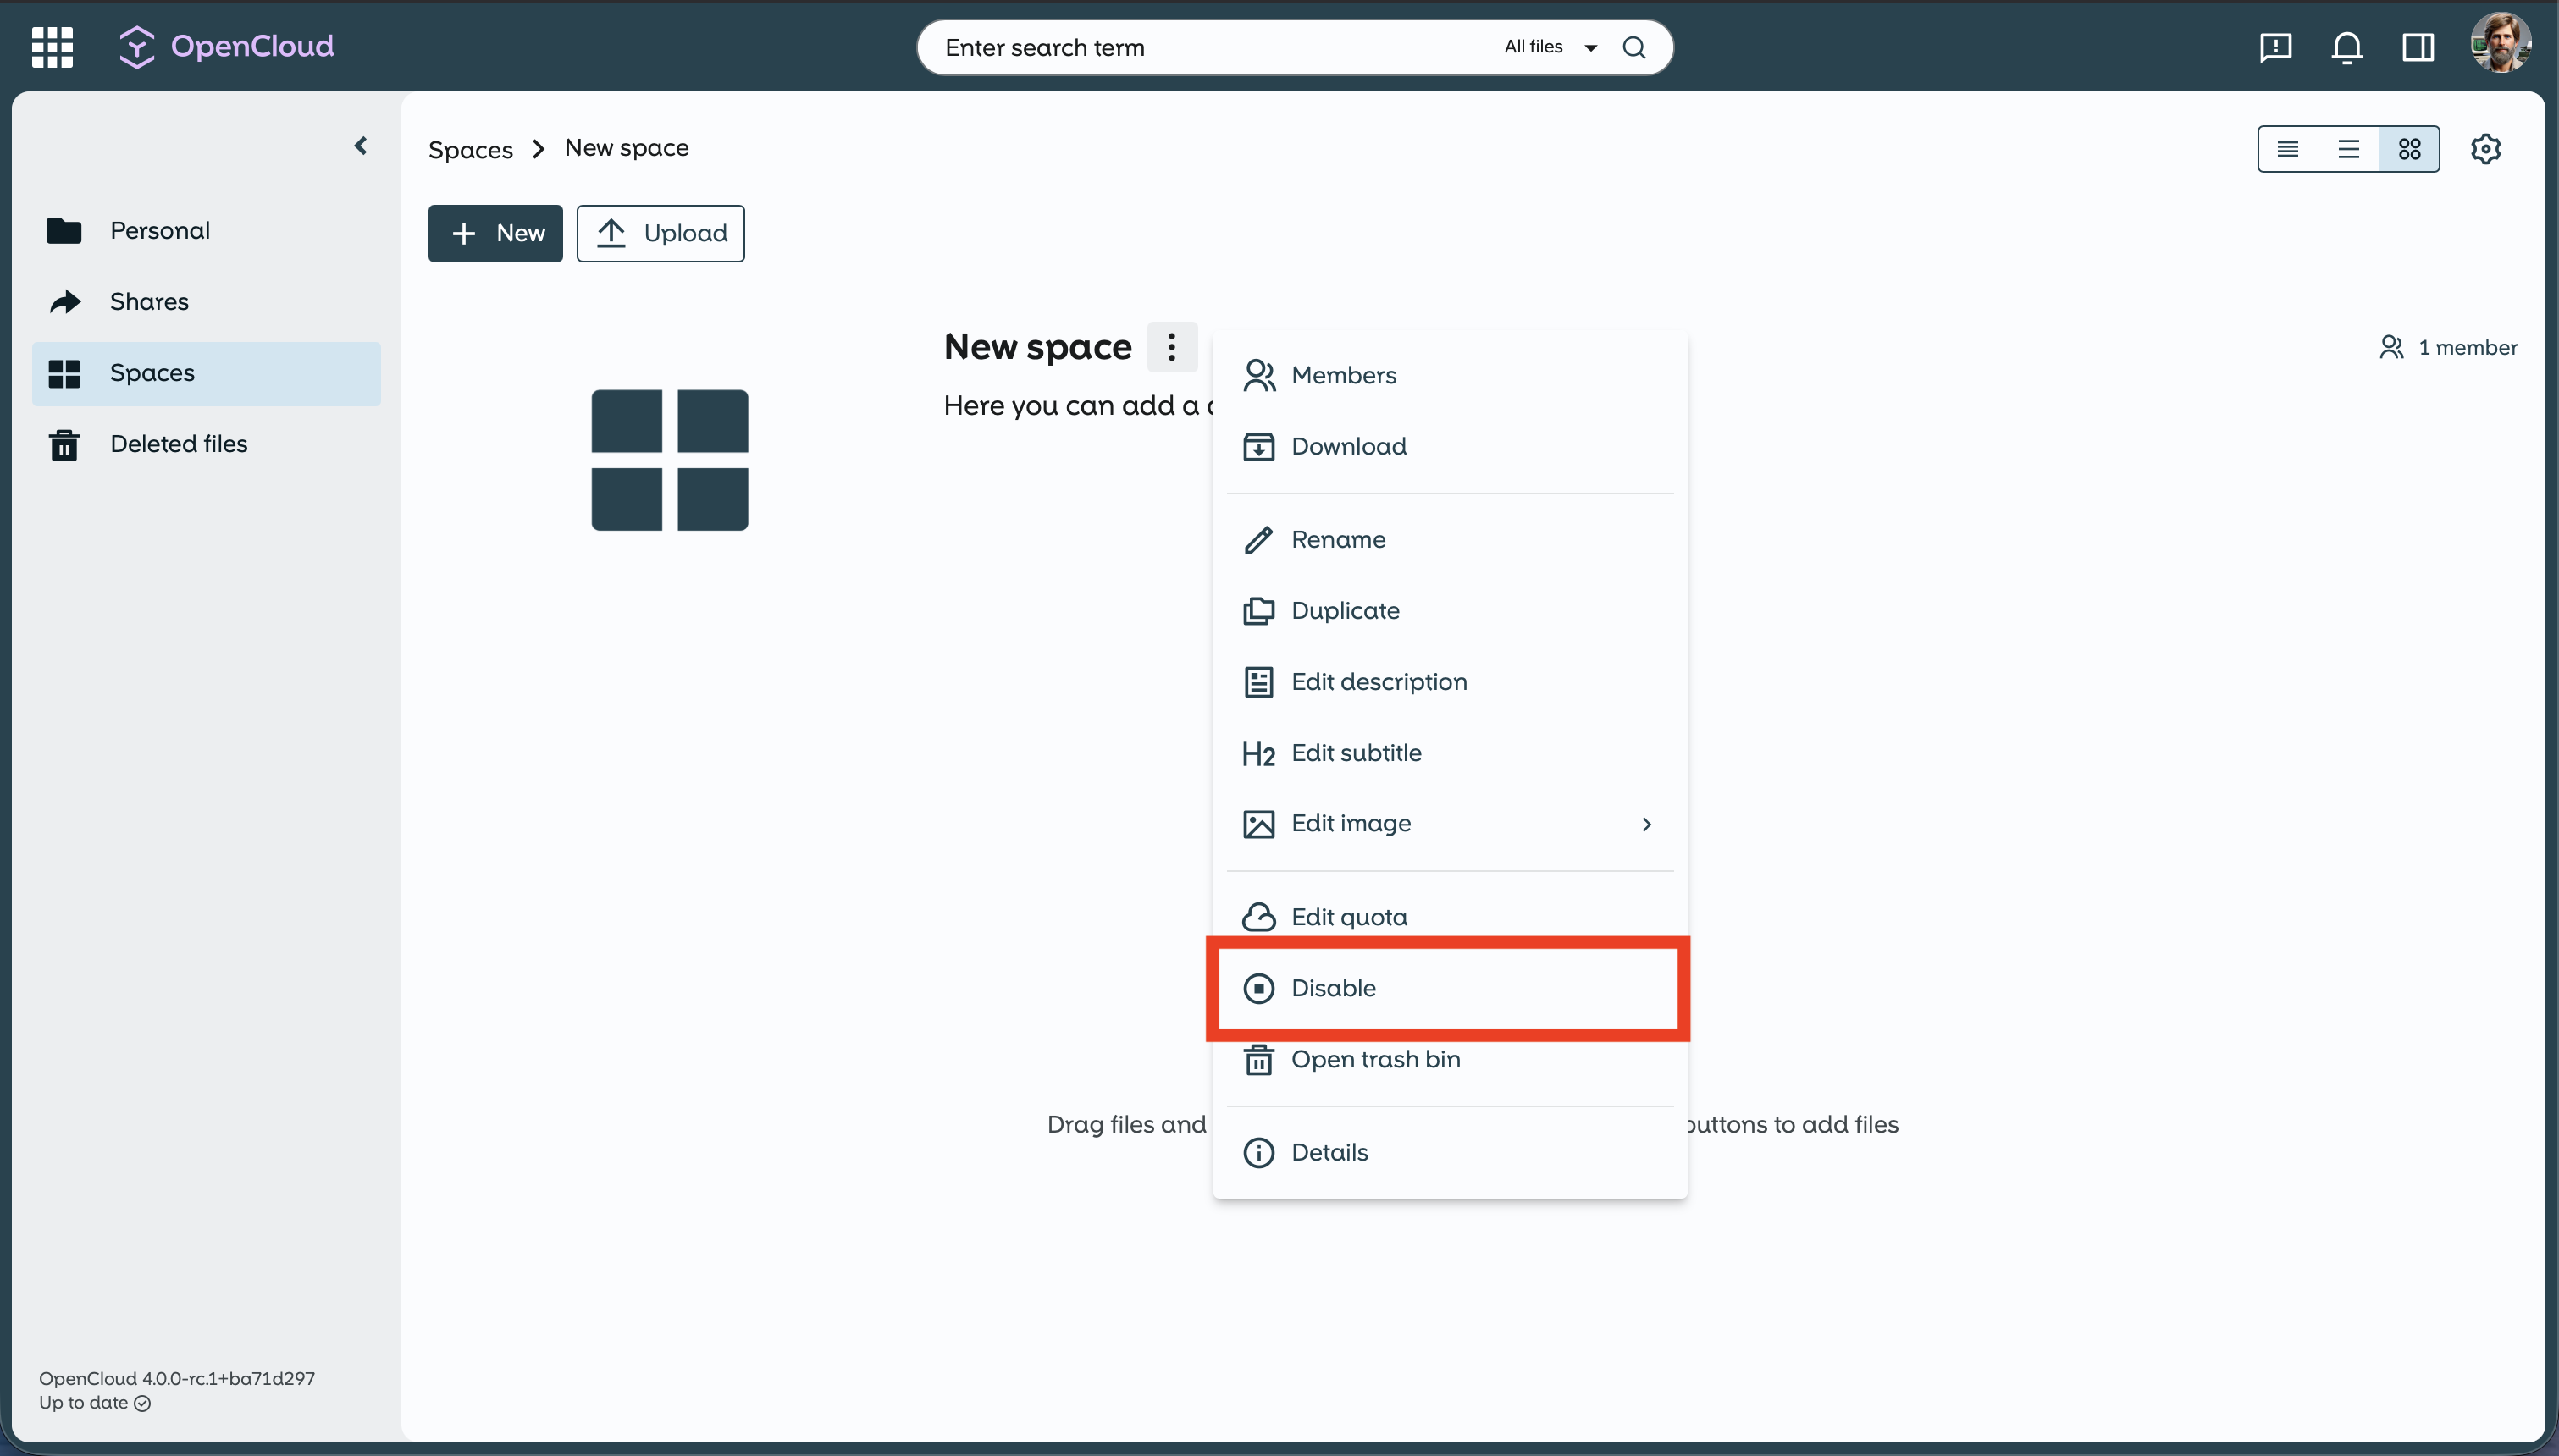 OpenCloud
Enter search term
All files
Spaces
New space
New
Upload
Personal
Shares
Spaces
Deleted files
New space
1 member
Here you can add a
Members
Download
Rename
Duplicate
Edit description
H2 Edit subtitle
Edit image
Edit quota
Disable
Open trash bin
Drag files and
buttons to add files
Details
OpenCloud 4.0.0-rc.1+ba71d297
Up to date